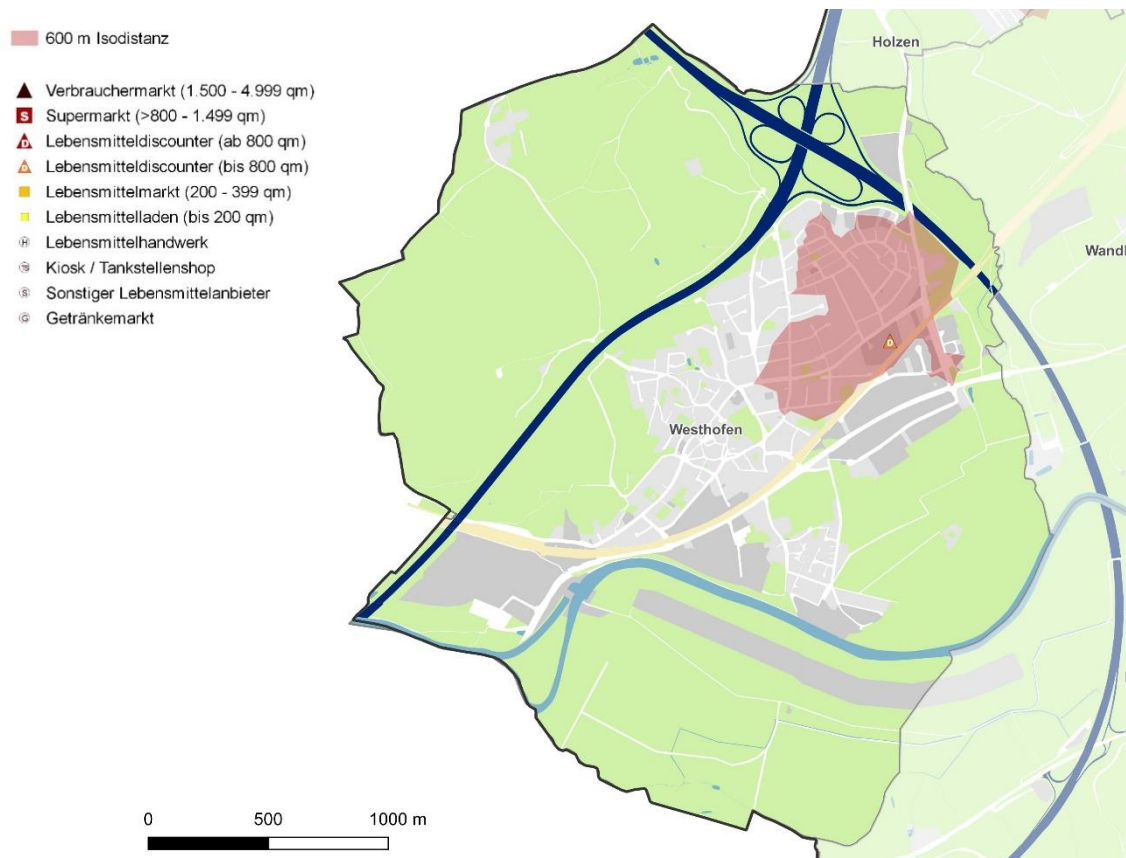 600 m Isodistanz
Verbrauchermarkt (1.500 - 4.999 qm)
S Supermarkt (>800 - 1.499 qm)
D Lebensmitteldiscounter (ab 800 qm)
D Lebensmitteldiscounter (bis 800 qm)
Lebensmittelmarkt (200 - 399 qm)
Lebensmittelladen (bis 200 qm)
H Lebensmittelhandwerk
Kiosk / Tankstellenshop
S Sonstiger Lebensmittelanbieter
G Getränkemarkt
Holzen
Wandl
D
Westhofen
0 500 1000 m